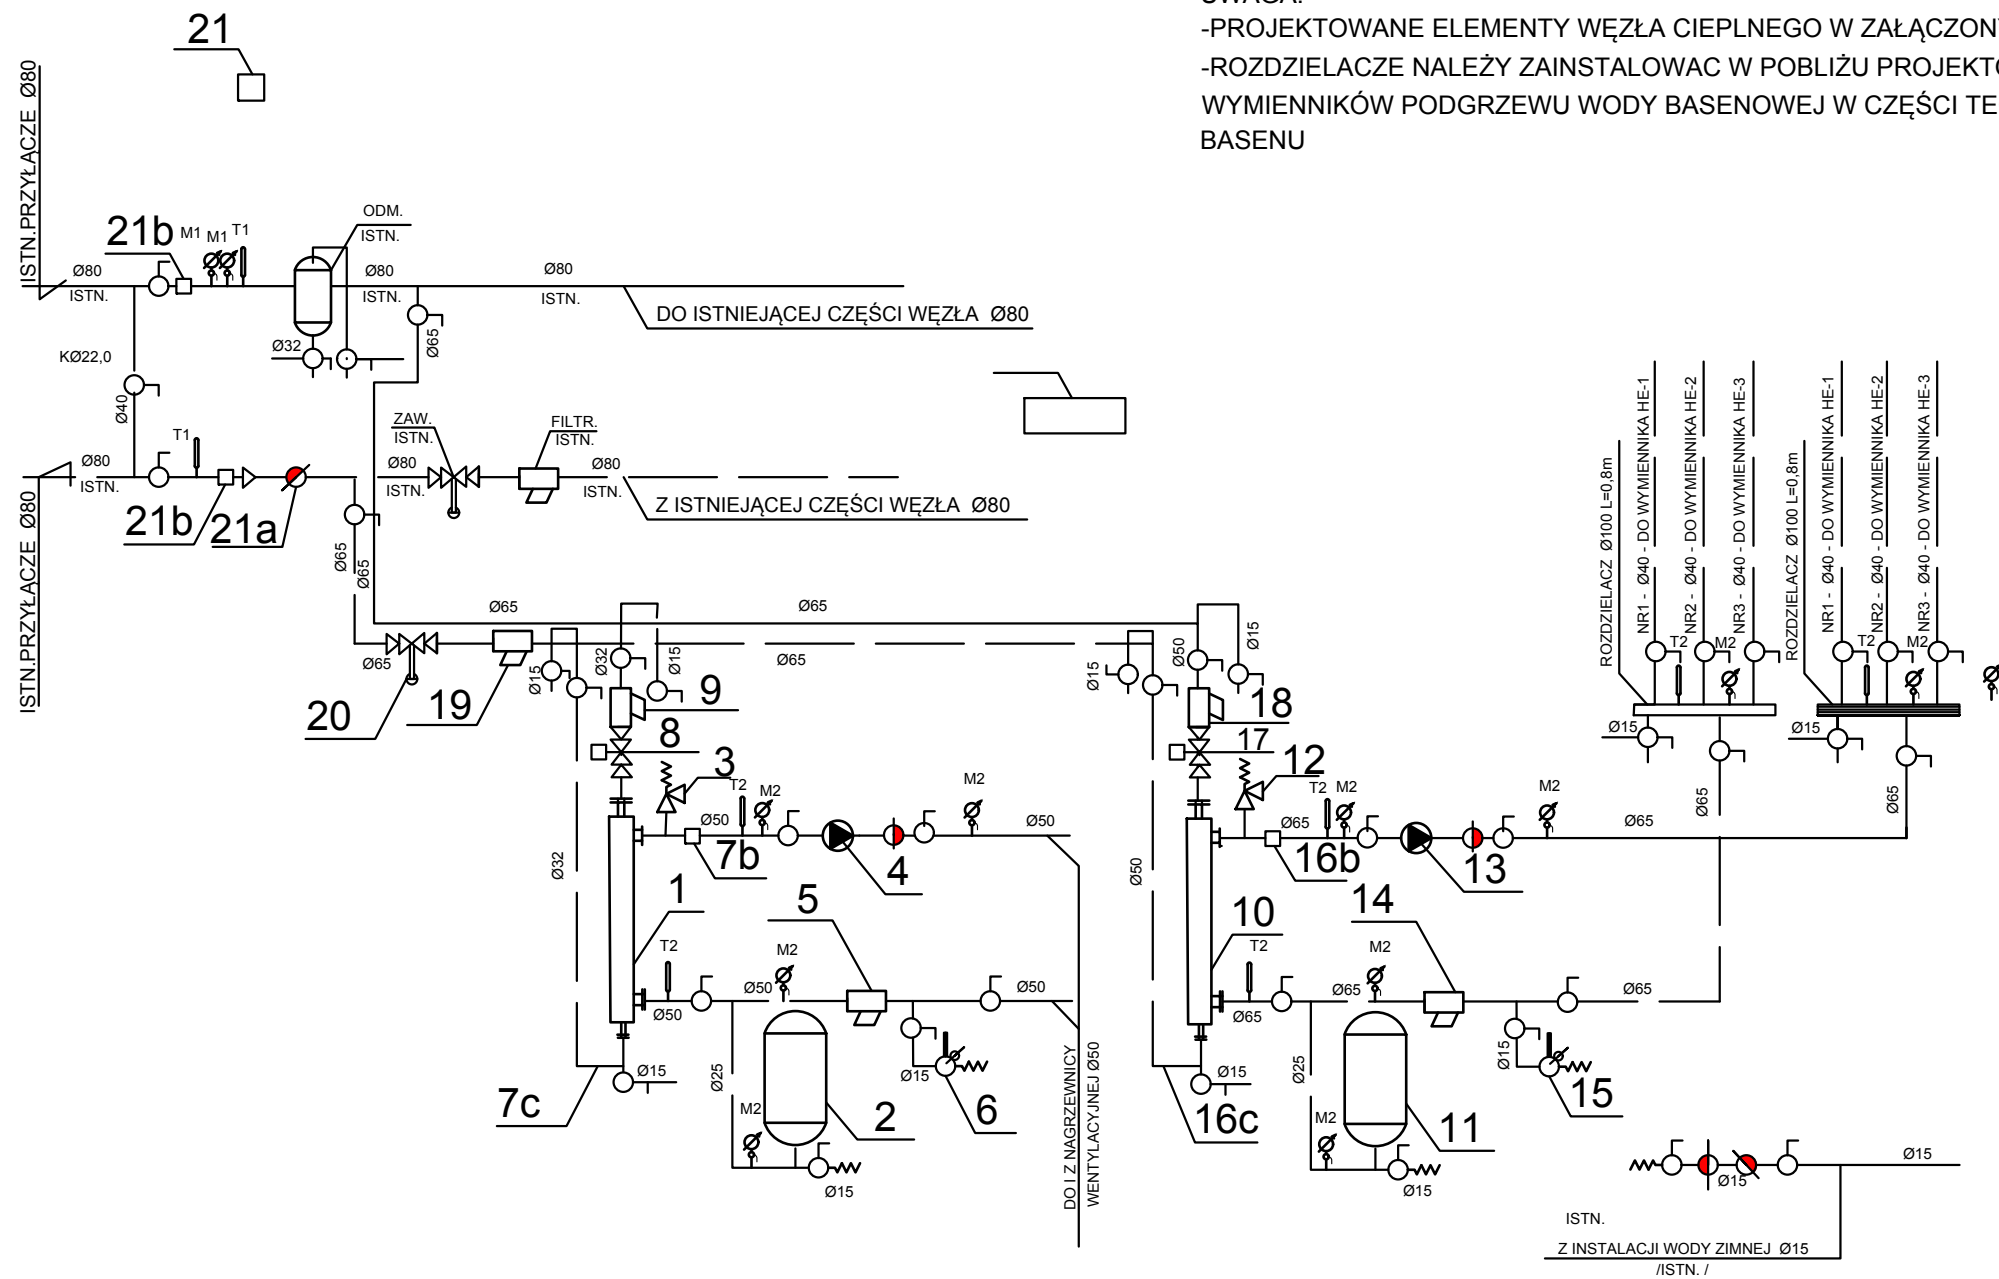 UWAGA:
-PROJEKTOWANE ELEMENTY WĘZŁA CIEPLNEGO W
-ROZDZIELACZE NALEŻY ZAINSTALOWAC W POBLIŻU
WYMIENNIKÓW PODGRZEWU WODY BASENOWEJ W CZĘŚCI
BASENU
21
ISTN.PRZYŁĄCZE Ø80
21b
M1
M1
T1
ODM.
ISTN.
Ø80
ISTN.
Ø80
ISTN.
Ø80
ISTN.
DO ISTNIEJĄCEJ CZĘŚCI WĘZŁA Ø80
Ø32
Ø65
KØ22,0
Ø40
T1
ZAW.
ISTN.
FILTR.
ISTN.
Ø80
ISTN.
Ø80
ISTN.
Ø80
ISTN.
Z ISTNIEJĄCEJ CZĘŚCI WĘZŁA Ø80
21b
21a
ISTN.PRZYŁĄCZE Ø80
Ø65
Ø65
Ø65
Ø65
Ø65
Ø65
20
19
Ø15
Ø32
Ø15
9
8
3
T2
M2
M2
Ø50
Ø50
7b
4
Ø32
1
5
T2
M2
Ø50
Ø50
Ø50
Ø25
Ø15
Ø15
7c
M2
2
6
Ø15
DO I Z NAGRZEWNICY
WENTYLACYJNEJ Ø50
Ø15
Ø50
Ø15
18
17
12
T2
M2
M2
Ø65
Ø65
16b
13
Ø50
10
14
T2
M2
Ø65
Ø65
Ø65
Ø25
Ø15
Ø15
16c
M2
11
15
Ø15
ROZDZIELACZ Ø100 L=0,8m
NR1 - Ø40 - DO WYMIENNIKA HE-1
NR2 - Ø40 - DO WYMIENNIKA HE-2
NR3 - Ø40 - DO WYMIENNIKA HE-3
T2
M2
Ø15
Ø65
ROZDZIELACZ Ø100 L=0,8m
NR1 - Ø40 - DO WYMIENNIKA HE-1
NR2 - Ø40 - DO WYMIENNIKA HE-2
NR3 - Ø40 - DO WYMIENNIKA HE-3
T2
M2
Ø15
Ø65
Ø15
Ø15
ISTN.
Z INSTALACJI WODY ZIMNEJ Ø15
/ISTN. /